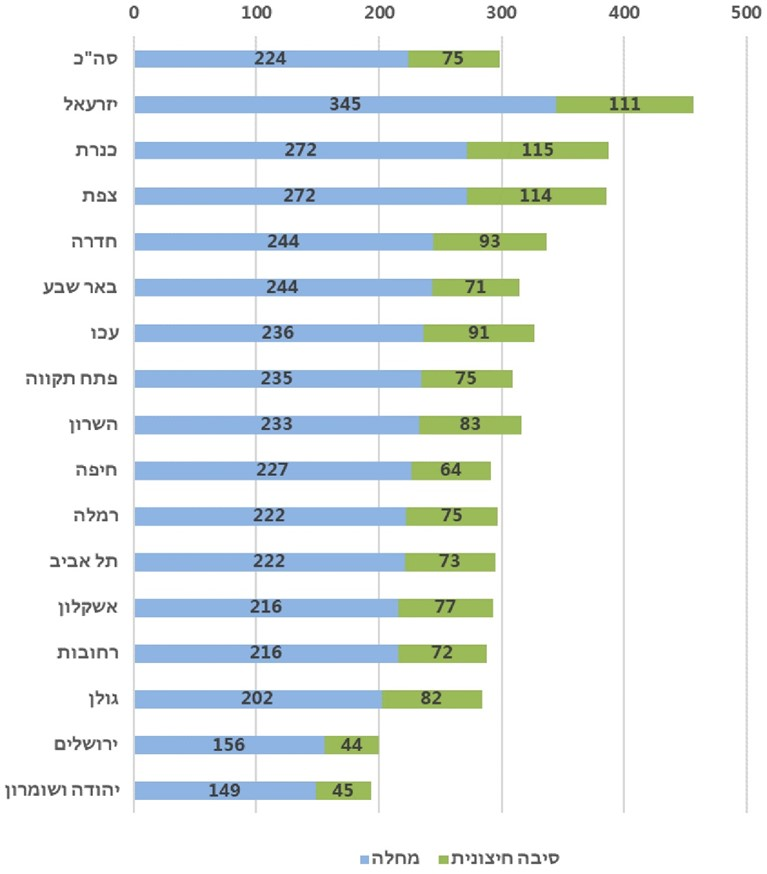 0 100 200 300 400 500
סה"כ 224 75
יזרעאל 345 111
כנרת 272 115
צפת 272 114
חדרה 244 93
באר שבע 244 71
עכו 236 91
פתח תקווה 235 75
השרון 233 83
חיפה 227 64
רמלה 222 75
תל אביב 222 73
אשקלון 216 77
רחובות 216 72
גולן 202 82
ירושלים 156 44
יהודה ושומרון 149 45
מחלה סיבה חיצונית